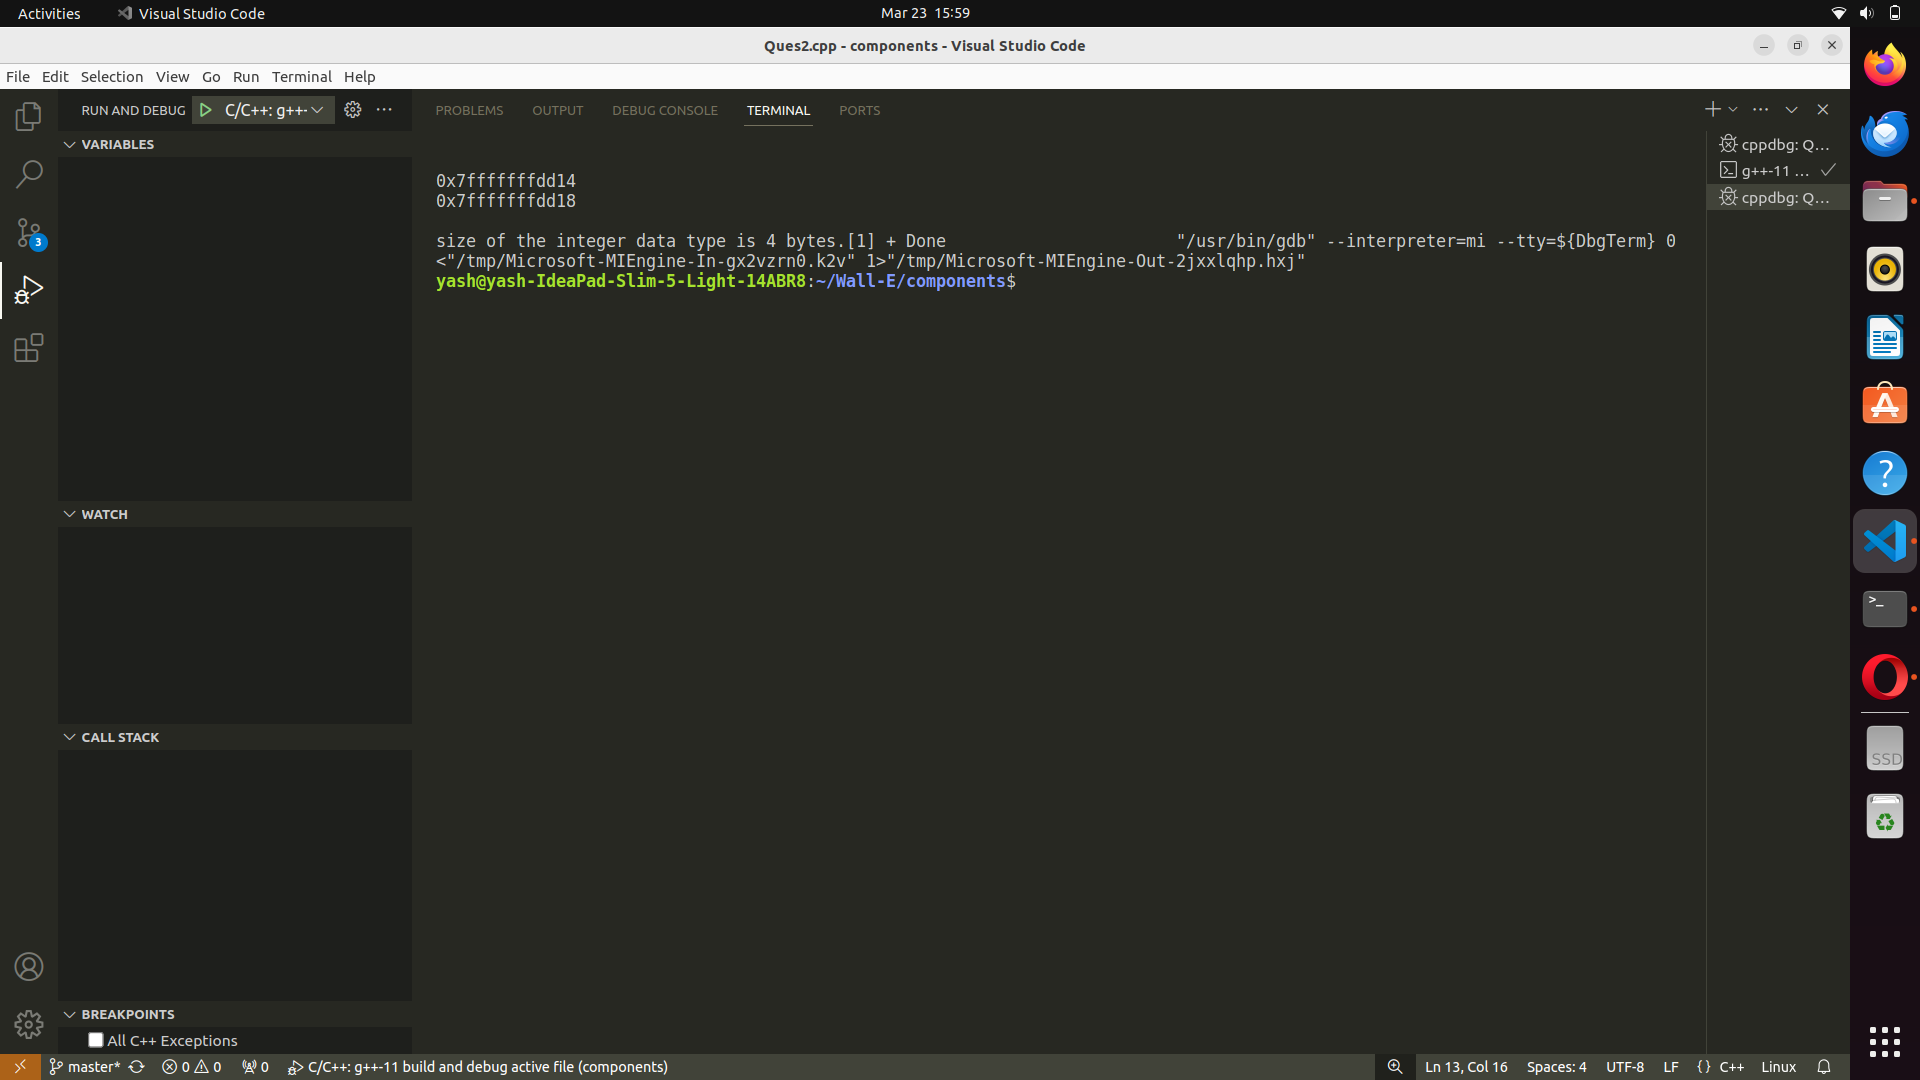 Activities Visual Studio Code Mar 23 15:59
Ques2.cpp - components - Visual Studio Code
File Edit Selection View Go Run Terminal Help
RUN AND DEBUG C/C++: g++- PROBLEMS OUTPUT DEBUG CONSOLE TERMINAL PORTS
VARIABLES
cppdbg: Q...
g++-11 ...
cppdbg: Q...
0x7fffffffdd14
0x7fffffffdd18
size of the integer data type is 4 bytes.[1] + Done "/usr/bin/gdb" --interpreter=mi --tty=${DbgTerm} 0
<"/tmp/Microsoft-MIEngine-In-gx2vzrn0.k2v" 1>"/tmp/Microsoft-MIEngine-Out-2jxxlqhp.hxj"
yash@yash-IdeaPad-Slim-5-Light-14ABR8:~/Wall-E/components$
3
WATCH
CALL STACK
BREAKPOINTS
All C++ Exceptions
SSD
master* 0 0 0 C/C++: g++-11 build and debug active file (components) Ln 13, Col 16 Spaces: 4 UTF-8 LF {} C++ Linux